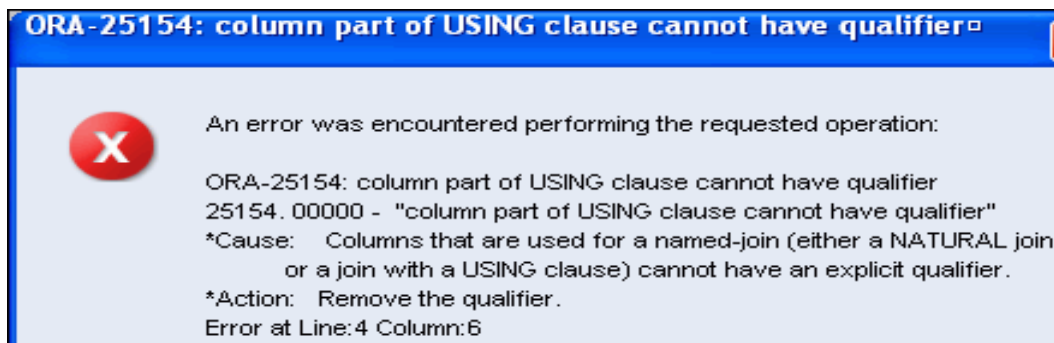 ORA-25154: column part of USING clause cannot have qualifier▫
An error was encountered performing the requested operation:
ORA-25154: column part of USING clause cannot have qualifier
25154. 00000 - "column part of USING clause cannot have qualifier"
*Cause: Columns that are used for a named-join (either a NATURAL join
or a join with a USING clause) cannot have an explicit qualifier.
*Action: Remove the qualifier.
Error at Line:4 Column:6